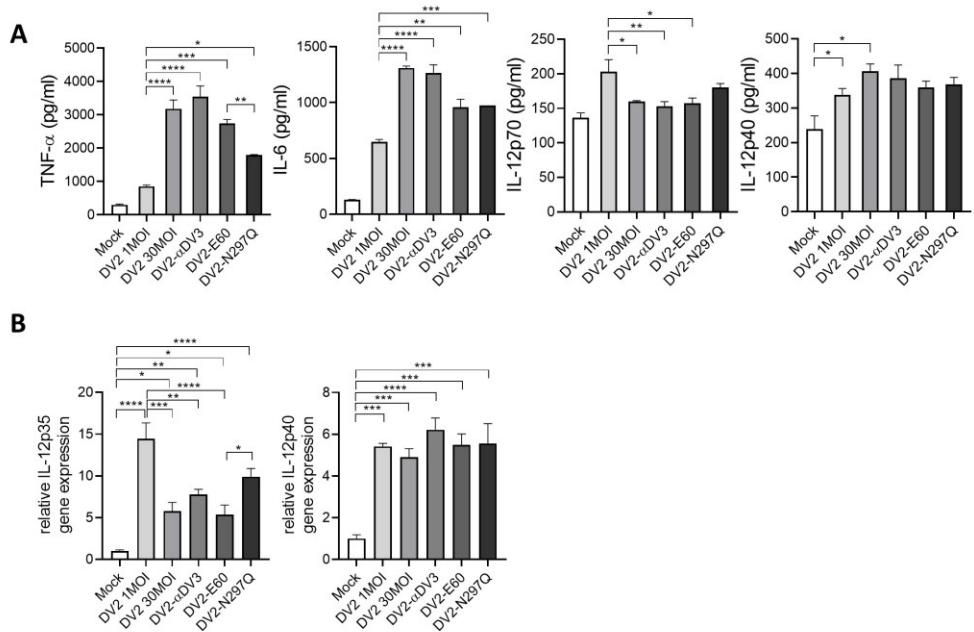 A
TNF-α (pg/ml)
4000
3000
2000
1000
0
*
***
****
****
**
Mock
DV2 1MOI
DV2 30MOI
DV2-αDV3
DV2-E60
DV2-N297Q
IL-6 (pg/ml)
1500
1000
500
0
***
**
****
****
Mock
DV2 1MOI
DV2 30MOI
DV2-αDV3
DV2-E60
DV2-N297Q
IL-12p70 (pg/ml)
250
200
150
100
50
0
*
**
*
Mock
DV2 1MOI
DV2 30MOI
DV2-αDV3
DV2-E60
DV2-N297Q
IL-12p40 (pg/ml)
500
400
300
200
100
0
*
*
Mock
DV2 1MOI
DV2 30MOI
DV2-αDV3
DV2-E60
DV2-N297Q
B
relative IL-12p35
gene expression
20
15
10
5
0
****
*
**
*
****
**
****
***
*
Mock
DV2 1MOI
DV2 30MOI
DV2-αDV3
DV2-E60
DV2-N297Q
relative IL-12p40
gene expression
8
6
4
2
0
***
***
****
***
***
Mock
DV2 1MOI
DV2 30MOI
DV2-αDV3
DV2-E60
DV2-N297Q